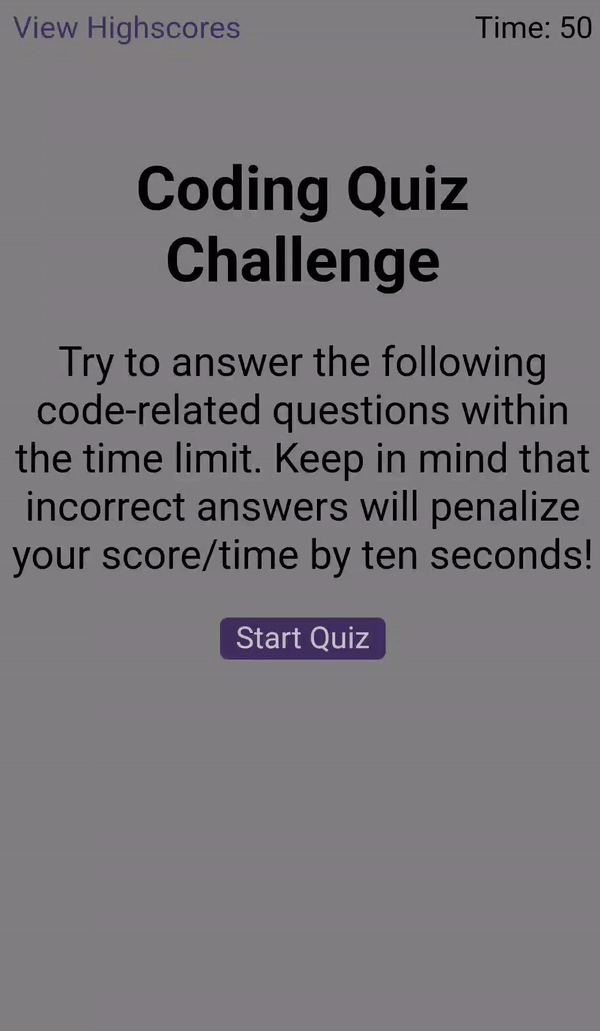 View Highscores
Time: 50
Coding Quiz
Challenge
Try to answer the following
code-related questions within
the time limit. Keep in mind that
incorrect answers will penalize
your score/time by ten seconds!
Start Quiz